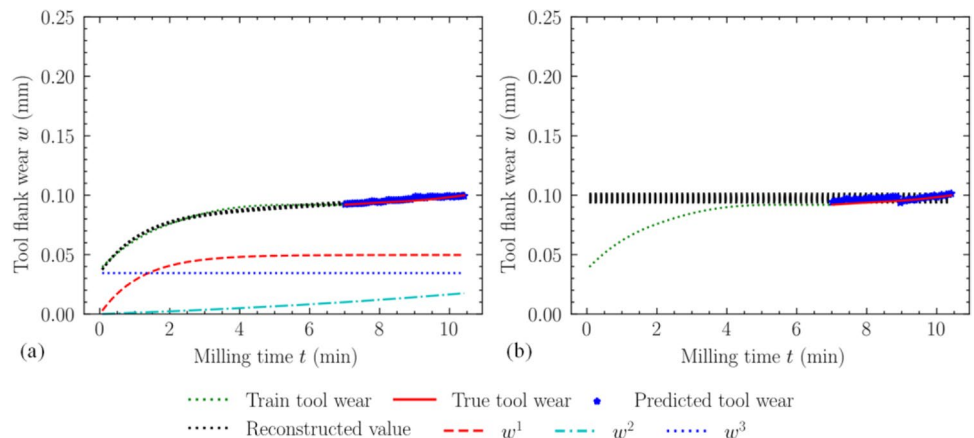 0.25
0.20
0.15
0.10
0.05
0.00
Tool flank wear w (mm)
0 2 4 6 8 10
(a)
Milling time t (min)
0.25
0.20
0.15
0.10
0.05
0.00
Tool flank wear w (mm)
0 2 4 6 8 10
(b)
Milling time t (min)
Train tool wear True tool wear Predicted tool wear
Reconstructed value w¹ w² w³